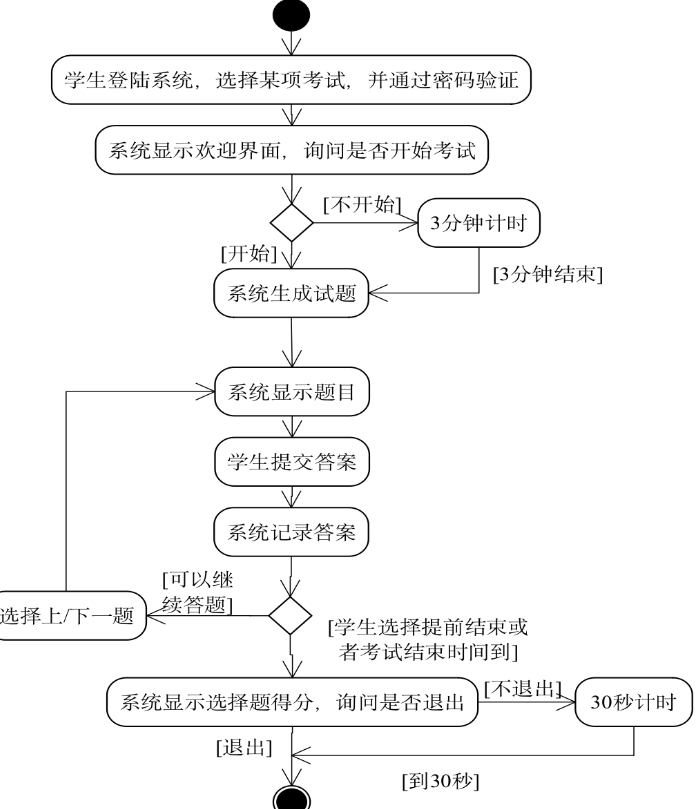 学生登陆系统，选择某项考试，并通过密码验证
系统显示欢迎界面，询问是否开始考试
[不开始]
3分钟计时
[开始]
[3分钟结束]
系统生成试题
系统显示题目
学生提交答案
系统记录答案
[可以继
续答题]
选择上/下一题
[学生选择提前结束或
者考试结束时间到]
系统显示选择题得分，询问是否退出
[不退出]
30秒计时
[退出]
[到30秒]